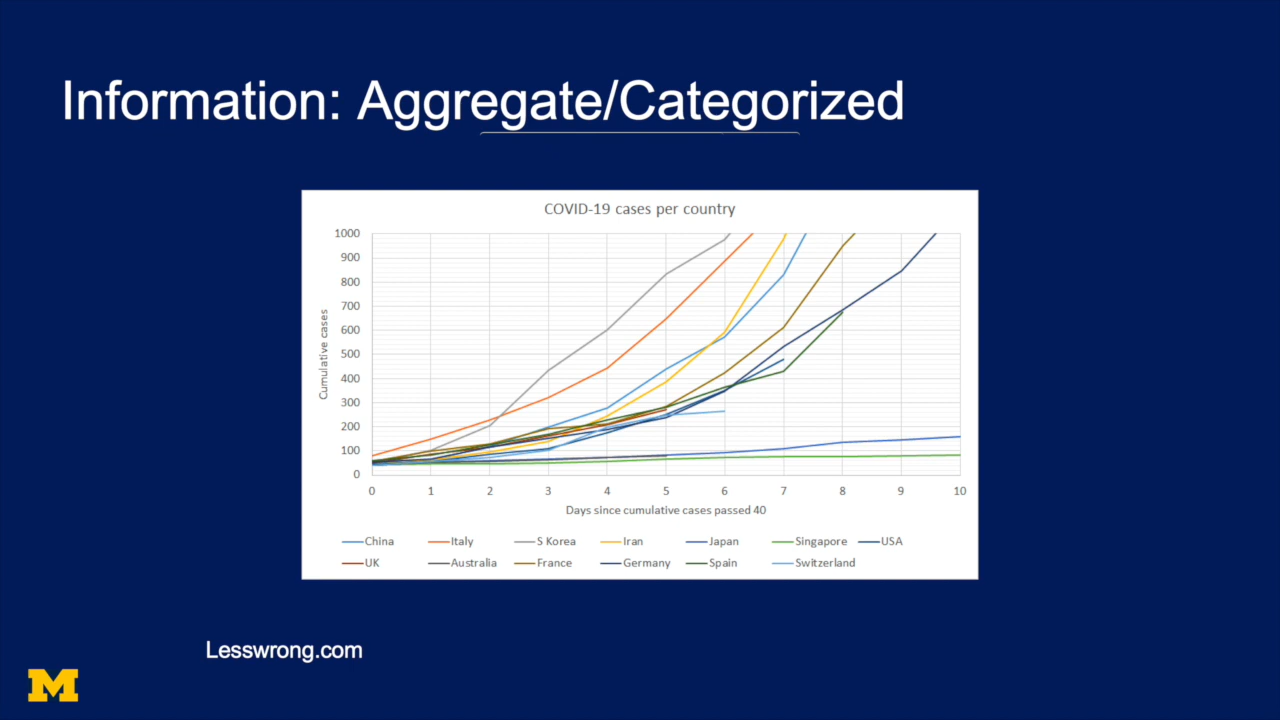 Information: Aggregate/Categorized
COVID-19 cases per country
1000
900
800
700
600
500
400
300
200
100
0
Cumulative cases
0 1 2 3 4 5 6 7 8 9 10
Days since cumulative cases passed 40
China Italy S Korea Iran Japan Singapore USA
UK Australia France Germany Spain Switzerland
Lesswrong.com
M